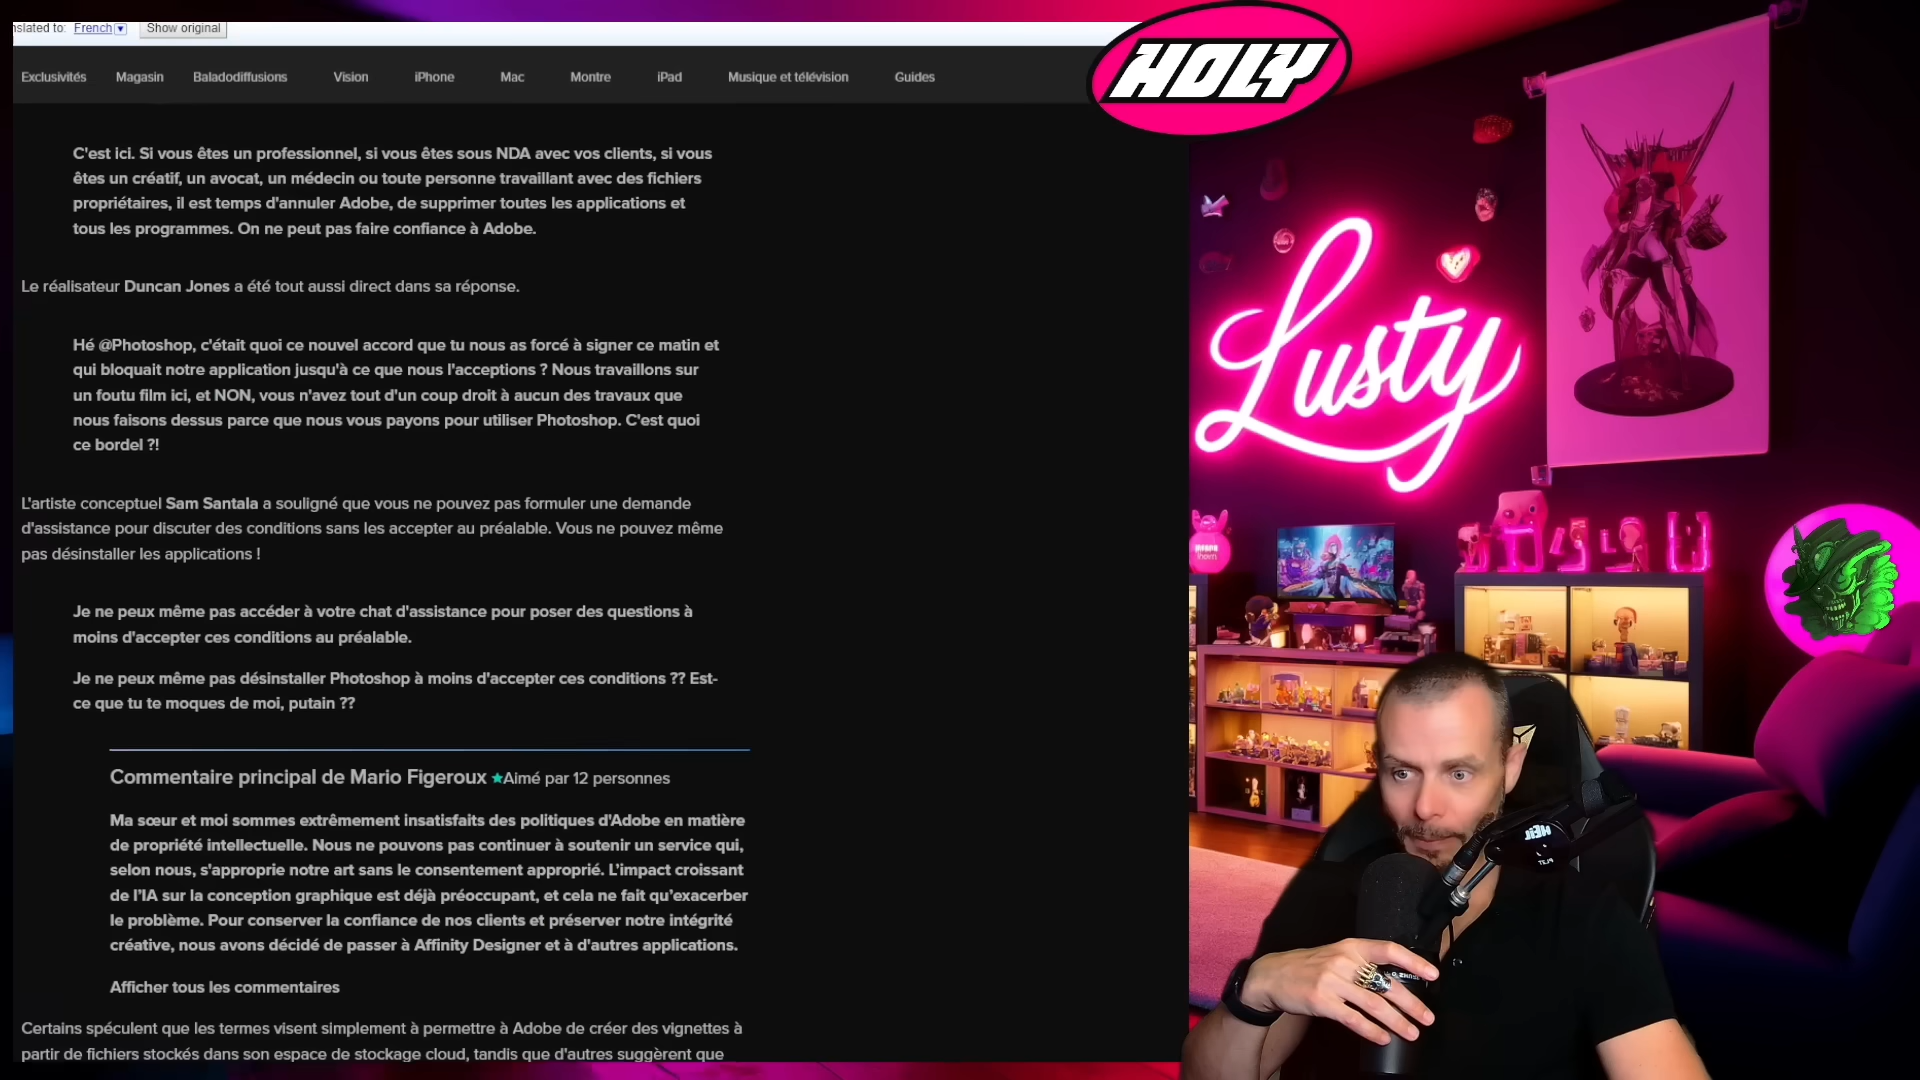 nslated to: French Show original
Exclusivités Magasin Baladodiffusions Vision iPhone Mac Montre iPad Musique et télévision Guides
HOLY
C'est ici. Si vous êtes un professionnel, si vous êtes sous NDA avec vos clients, si vous
êtes un créatif, un avocat, un médecin ou toute personne travaillant avec des fichiers
propriétaires, il est temps d'annuler Adobe, de supprimer toutes les applications et
tous les programmes. On ne peut pas faire confiance à Adobe.
Le réalisateur Duncan Jones a été tout aussi direct dans sa réponse.
Hé @Photoshop, c'était quoi ce nouvel accord que tu nous as forcé à signer ce matin et
qui bloquait notre application jusqu'à ce que nous l'acceptions ? Nous travaillons sur
un foutu film ici, et NON, vous n'avez tout d'un coup droit à aucun des travaux que
nous faisons dessus parce que nous vous payons pour utiliser Photoshop. C'est quoi
ce bordel ?!
L'artiste conceptuel Sam Santala a souligné que vous ne pouvez pas formuler une demande
d'assistance pour discuter des conditions sans les accepter au préalable. Vous ne pouvez même
pas désinstaller les applications !
Je ne peux même pas accéder à votre chat d'assistance pour poser des questions à
moins d'accepter ces conditions au préalable.
Je ne peux même pas désinstaller Photoshop à moins d'accepter ces conditions ?? Est-
ce que tu te moques de moi, putain ??
Commentaire principal de Mario Figeroux ★Aimé par 12 personnes
Ma sœur et moi sommes extrêmement insatisfaits des politiques d'Adobe en matière
de propriété intellectuelle. Nous ne pouvons pas continuer à soutenir un service qui,
selon nous, s'approprie notre art sans le consentement approprié. L'impact croissant
de l'IA sur la conception graphique est déjà préoccupant, et cela ne fait qu'exacerber
le problème. Pour conserver la confiance de nos clients et préserver notre intégrité
créative, nous avons décidé de passer à Affinity Designer et à d'autres applications.
Afficher tous les commentaires
Certains spéculent que les termes visent simplement à permettre à Adobe de créer des vignettes à
partir de fichiers stockés dans son espace de stockage cloud, tandis que d'autres suggèrent que
Lusty